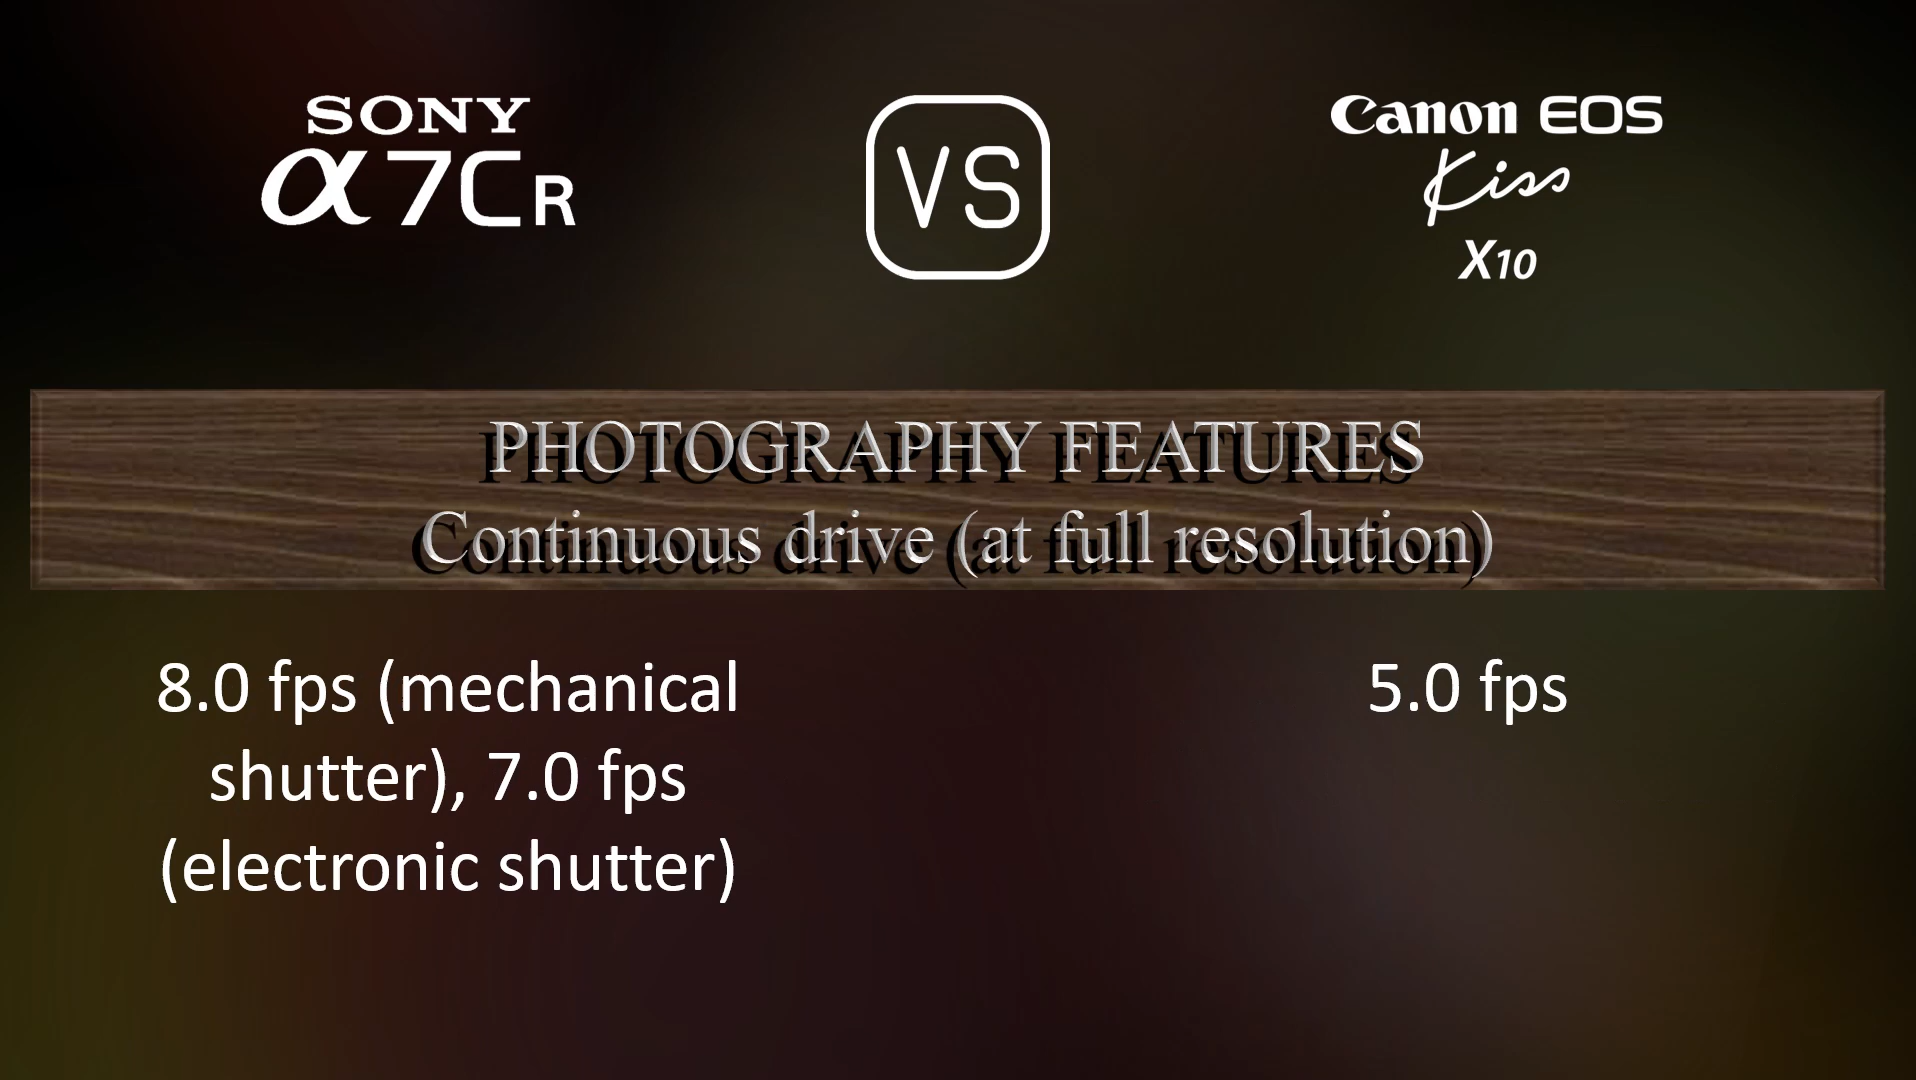 SONY
α7CR
VS
Canon EOS
Kiss
X10
PHOTOGRAPHY FEATURES
Continuous drive (at full resolution)
8.0 fps (mechanical
shutter), 7.0 fps
(electronic shutter)
5.0 fps